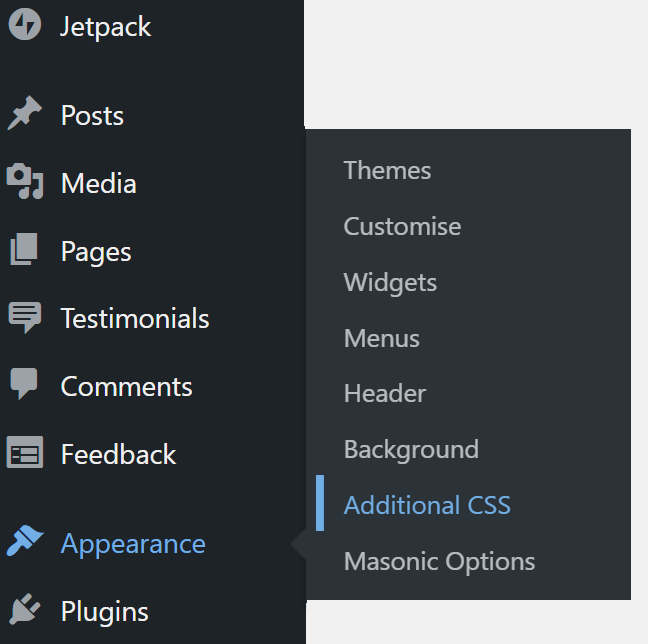 Jetpack
Posts
Media
Pages
Testimonials
Comments
Feedback
Appearance
Plugins
Themes
Customise
Widgets
Menus
Header
Background
Additional CSS
Masonic Options